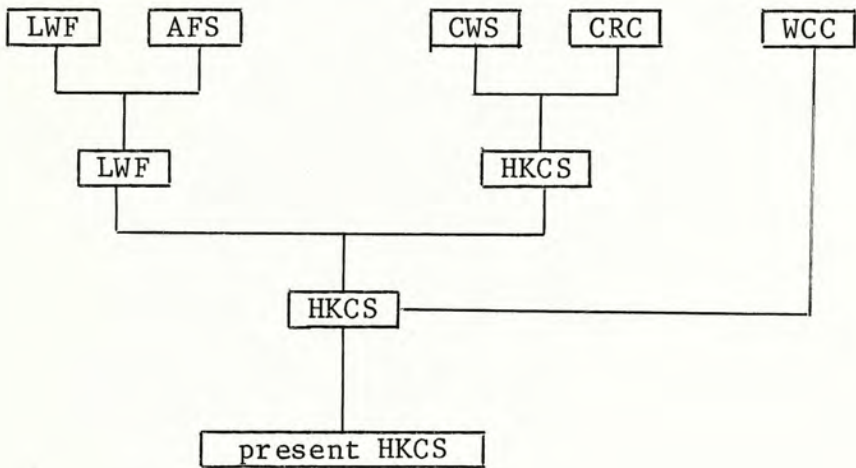 LWF AFS CWS CRC WCC
LWF HKCS
HKCS
present HKCS